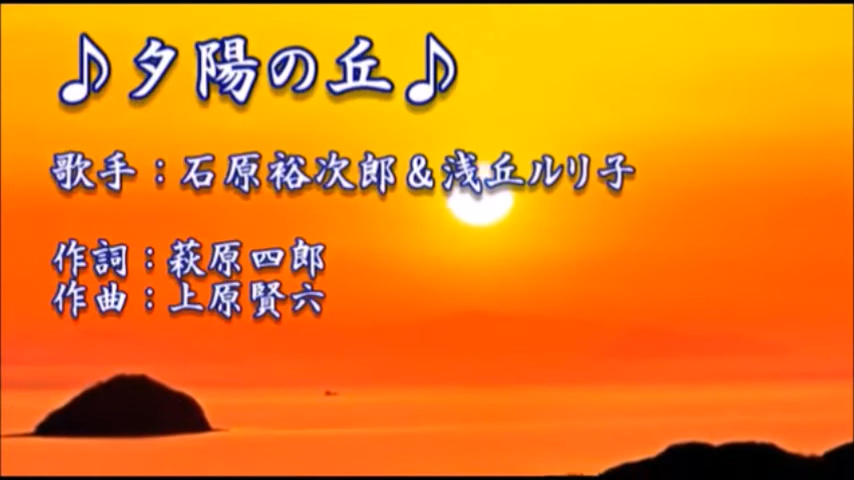 ♪夕陽の丘♪
歌手：石原裕次郎＆浅丘ルリ子
作詞：萩原四郎
作曲：上原賢六